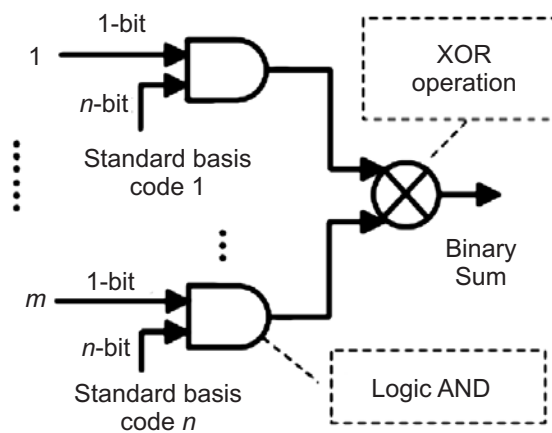 1-bit
1
n-bit
Standard basis
code 1
XOR
operation
Binary
Sum
1-bit
m
n-bit
Standard basis
code n
Logic AND